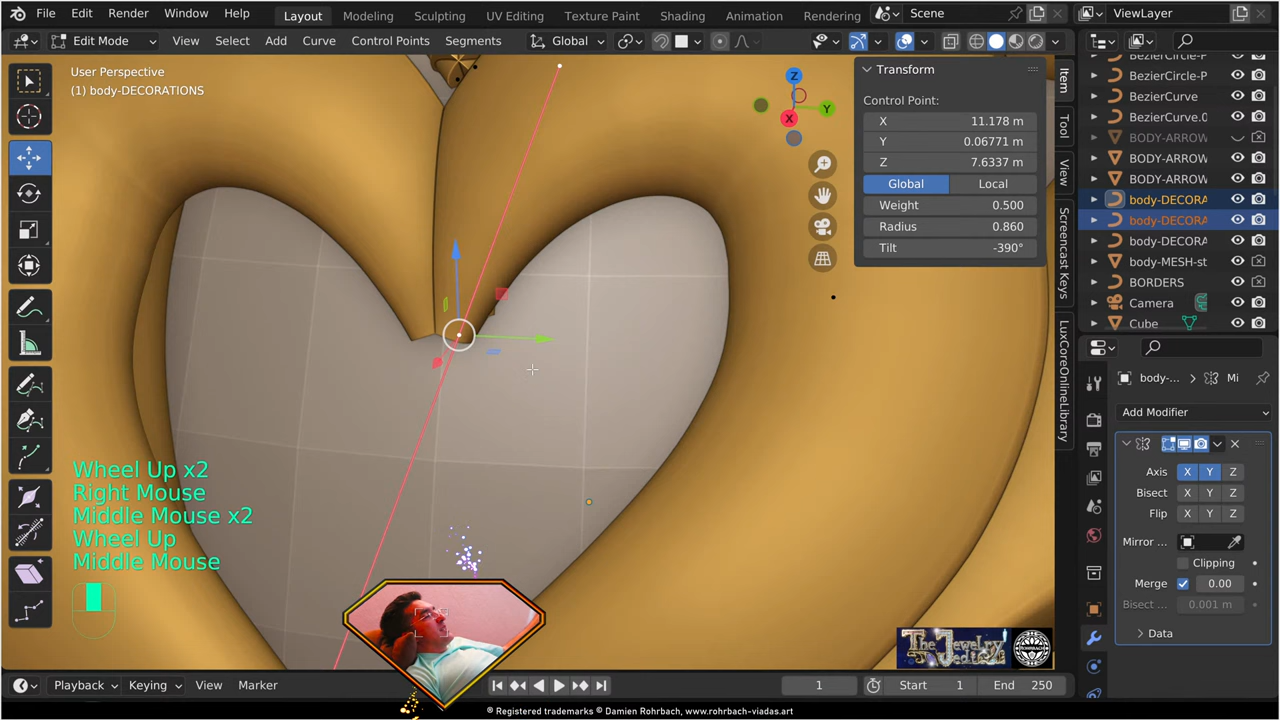 File Edit Render Window Help Layout Modeling Sculpting UV Editing Texture Paint Shading Animation Rendering Scene ViewLayer
Edit Mode View Select Add Curve Control Points Segments Global
User Perspective
(1) body-DECORATIONS
Z
Y
X
Transform
Control Point:
X 11.178 m
Y 0.06771 m
Z 7.6337 m
Global Local
Weight 0.500
Radius 0.860
Tilt -390°
Item
Tool
View
Screencast Keys
LuxCoreOnlineLibrary
BezierCircle-P
BezierCurve
BezierCurve.0
BODY-ARROW
BODY-ARROW
BODY-ARROW
body-DECORA
body-DECORA
body-DECORA
body-MESH-st
BORDERS
Camera
Cube
body-... Mi
Add Modifier
Axis X Y Z
Bisect X Y Z
Flip X Y Z
Mirror ...
Clipping
Merge 0.00
Bisect ... 0.001 m
Data
Wheel Up x2
Right Mouse
Middle Mouse x2
Wheel Up
Middle Mouse
The Jewelry
ROHRBACH
Playback Keying View Marker 1 Start 1 End 250
® Registered trademarks © Damien Rohrbach, www.rohrbach-viadas.art